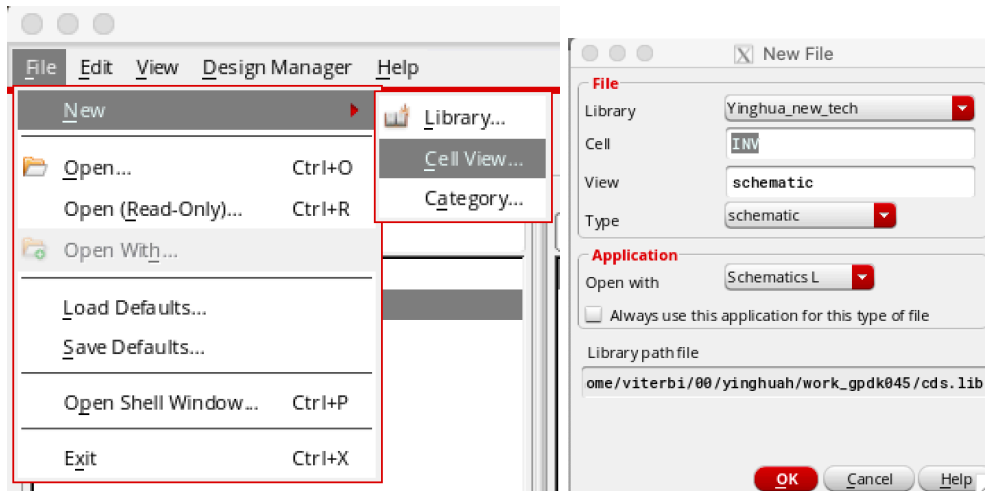 File Edit View Design Manager Help
New
Library...
Cell View...
Category...
Open... Ctrl+O
Open (Read-Only)... Ctrl+R
Open With...
Load Defaults...
Save Defaults...
Open Shell Window... Ctrl+P
Exit Ctrl+X
X New File
File
Library Yinghua_new_tech
Cell INV
View schematic
Type schematic
Application
Open with Schematics L
Always use this application for this type of file
Library path file
ome/viterbi/00/yinghuah/work_gpdk045/cds.lib
OK Cancel Help